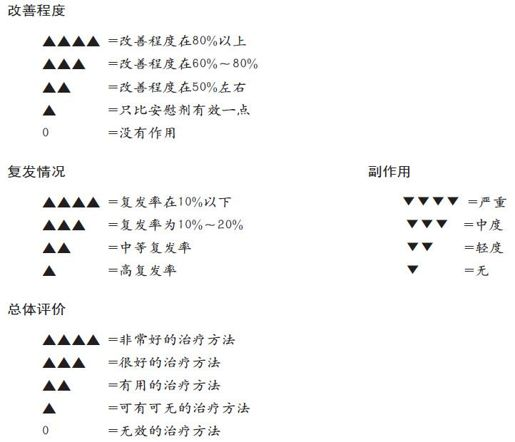 改善程度
▲▲▲▲ =改善程度在80%以上
▲▲▲ =改善程度在60%～80%
▲▲ =改善程度在50%左右
▲ =只比安慰剂有效一点
0 =没有作用
复发情况
▲▲▲▲ =复发率在10%以下
▲▲▲ =复发率为10%～20%
▲▲ =中等复发率
▲ =高复发率
副作用
▼▼▼▼ =严重
▼▼▼ =中度
▼▼ =轻度
▼ =无
总体评价
▲▲▲▲ =非常好的治疗方法
▲▲▲ =很好的治疗方法
▲▲ =有用的治疗方法
▲ =可有可无的治疗方法
0 =无效的治疗方法